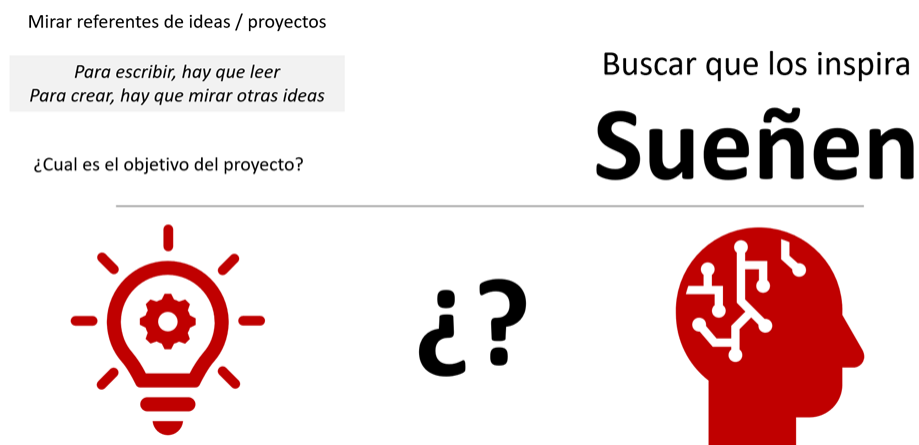 Mirar referentes de ideas / proyectos
Para escribir, hay que leer
Para crear, hay que mirar otras ideas
¿Cual es el objetivo del proyecto?
Buscar que los inspira
Sueñen
¿?